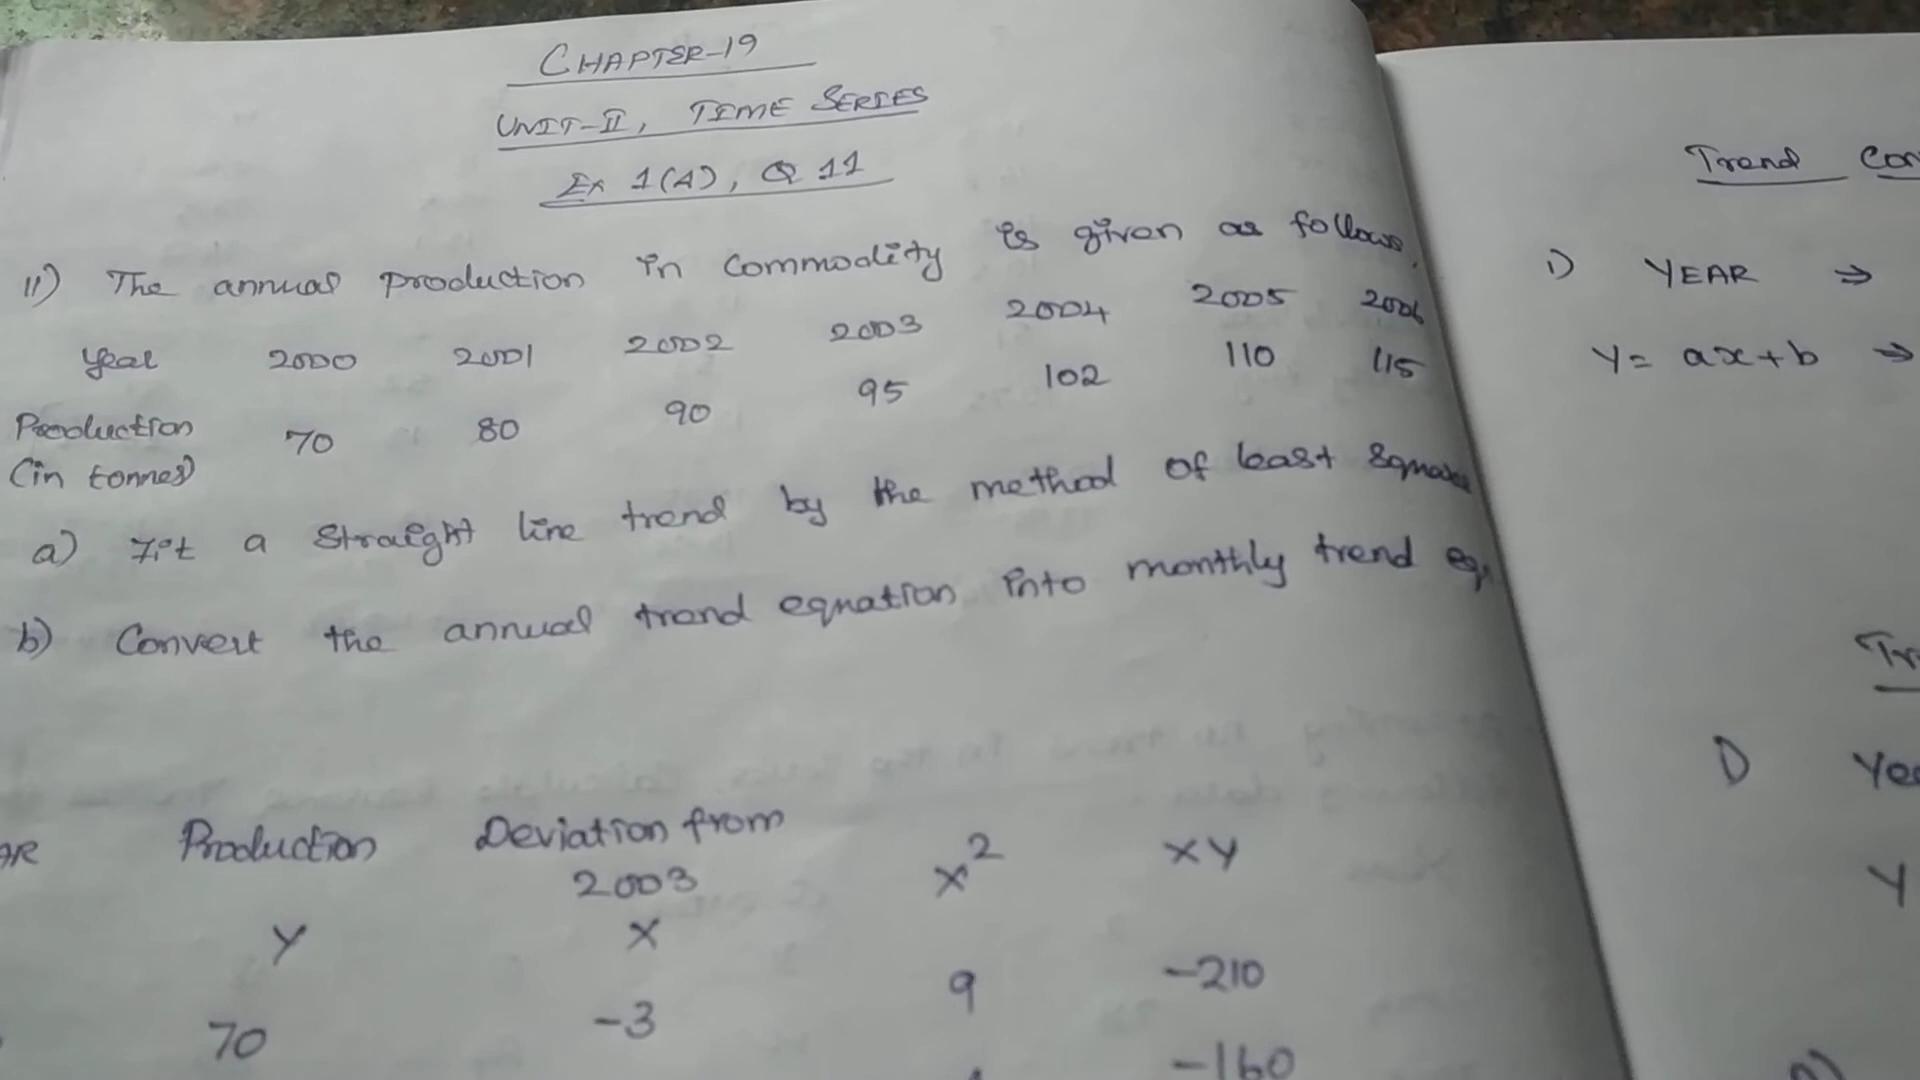 CHAPTER-19
UNIT-II, TIME SERIES
Ex 1(A), Q 11
11) The annual production in commodity is given as follows.
Year 2000 2001 2002 2003 2004 2005 2006
Production (in tonnes) 70 80 90 95 102 110 115
a) Fit a straight line trend by the method of least square
b) Convert the annual trend equation into monthly trend eq.
Production Deviation from 2003 x² XY
Y X
70 -3 9 -210
-160
Trend
1) YEAR ⇒
Y= ax+b ⇒
1)
Y